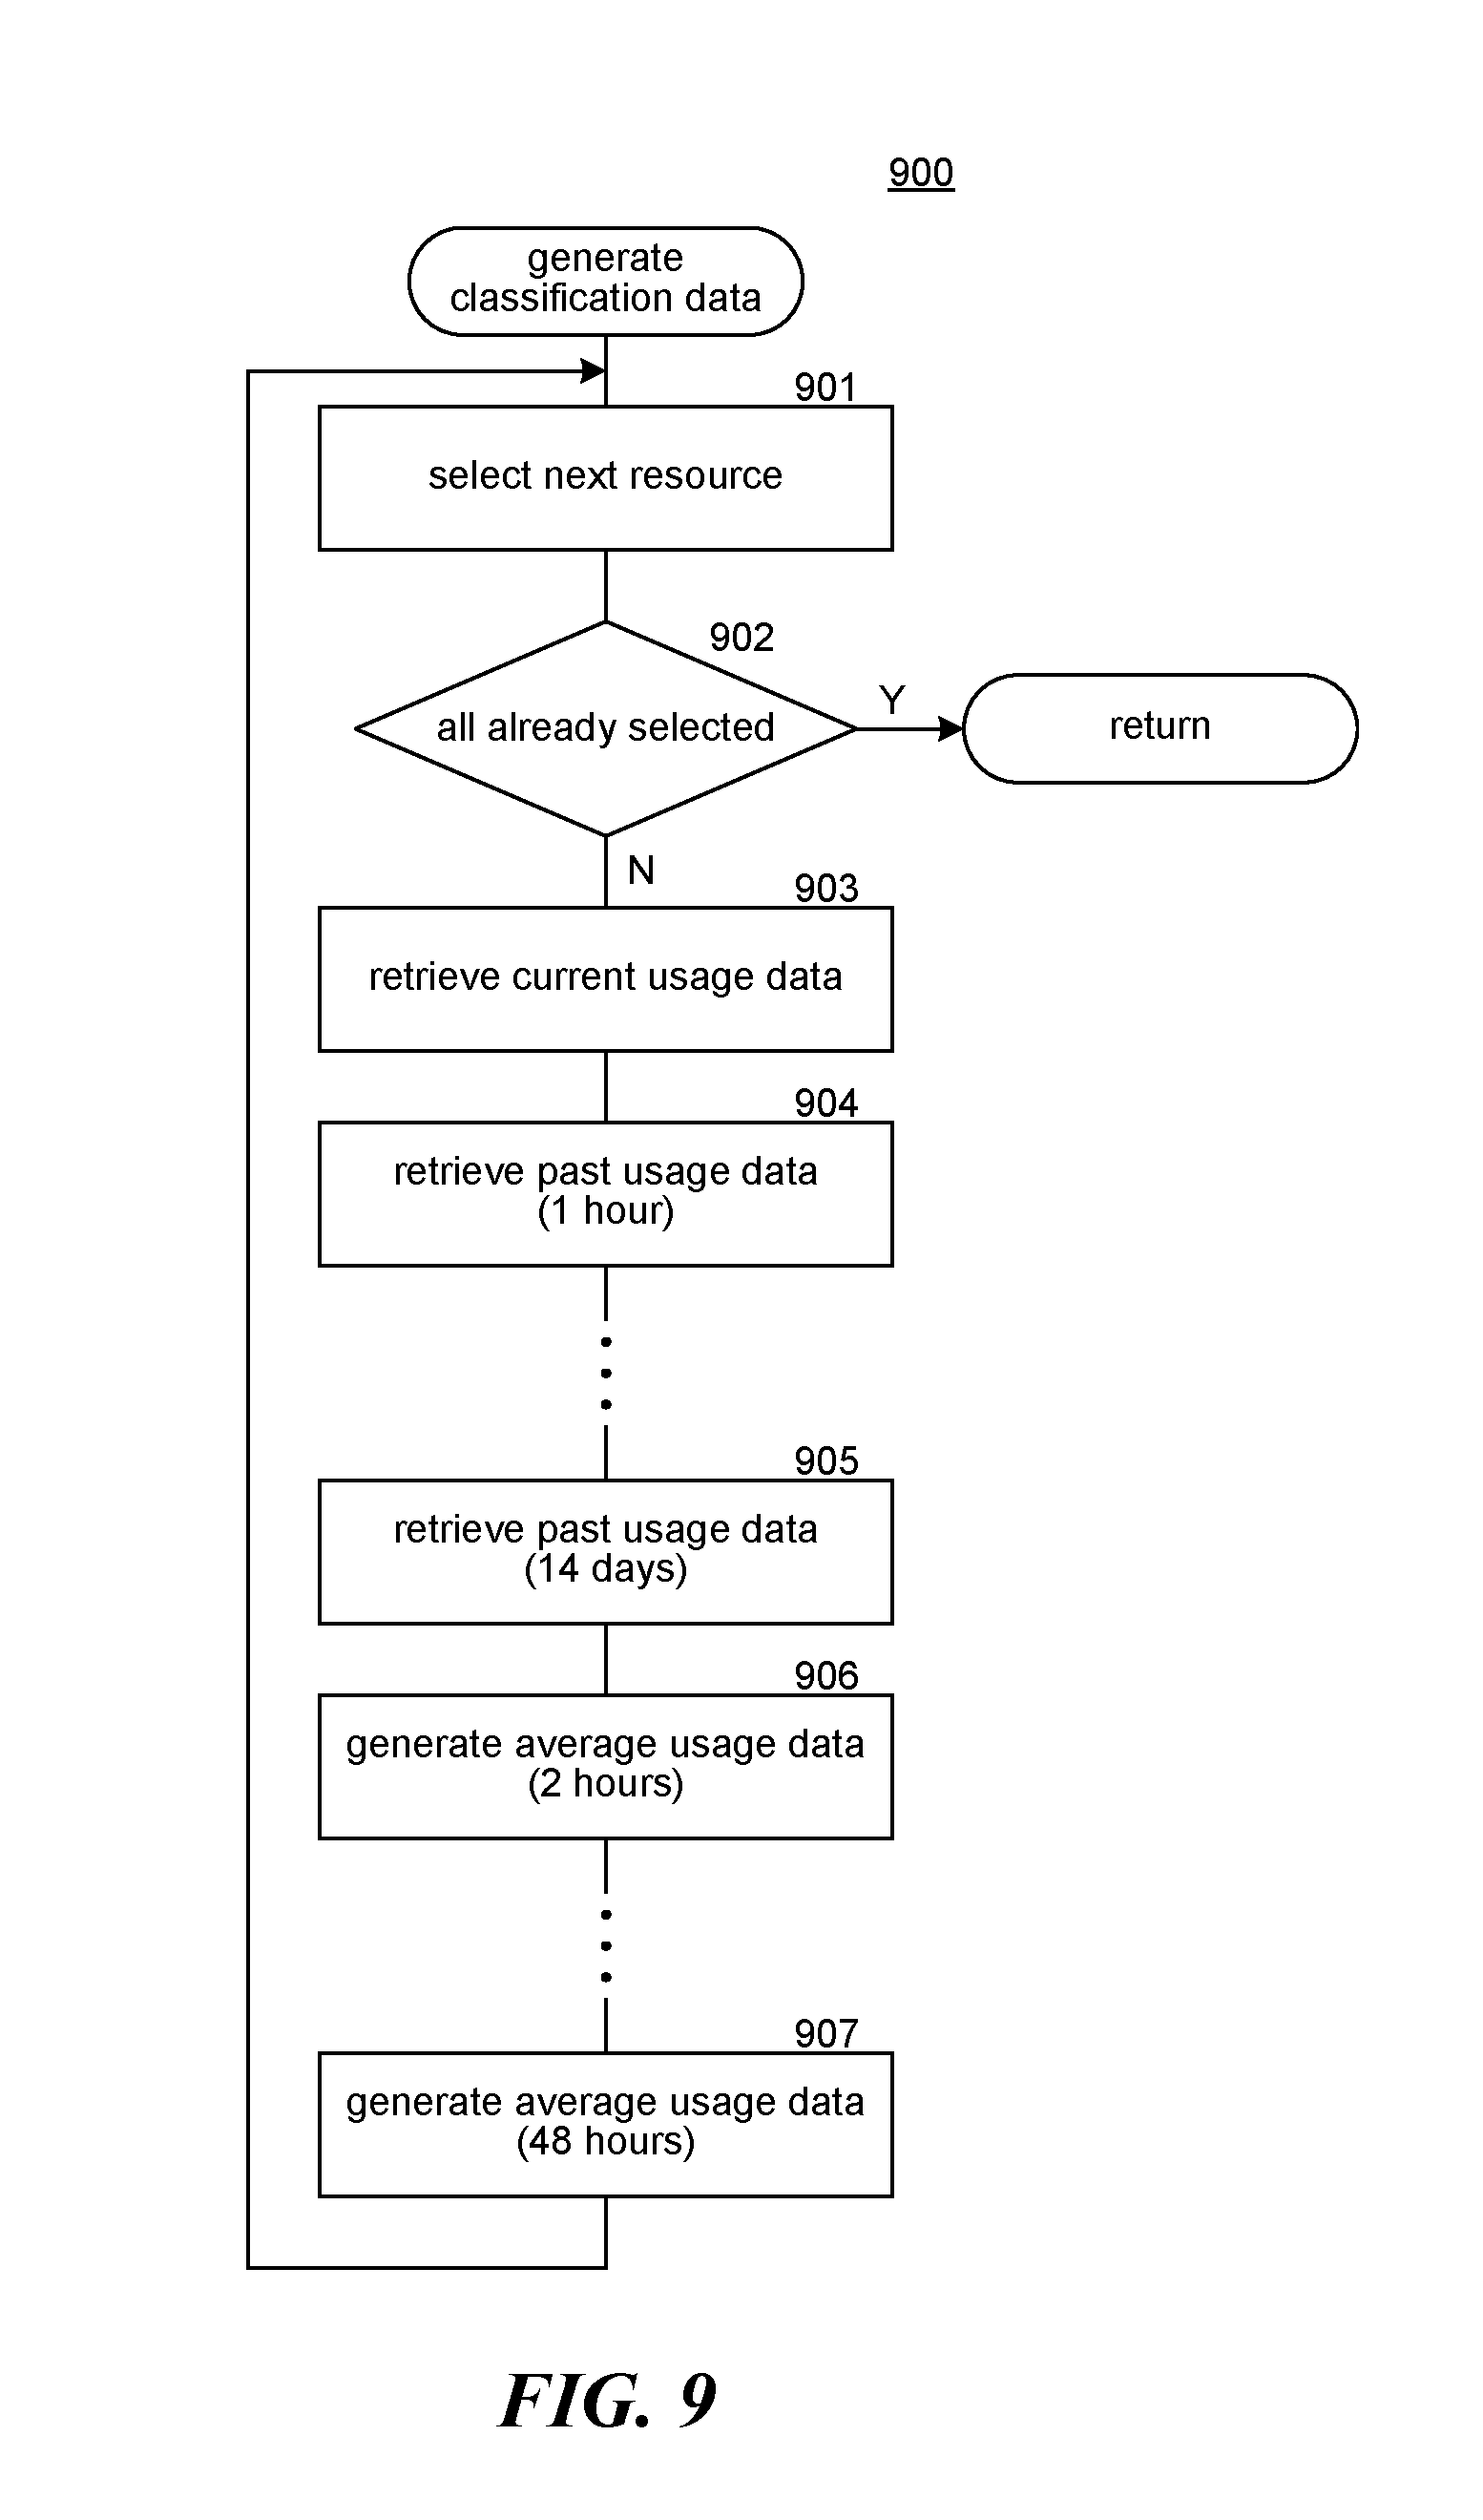 900
generate
classification data
901
select next resource
902
all already selected
Y
return
N
903
retrieve current usage data
904
retrieve past usage data
(1 hour)
905
retrieve past usage data
(14 days)
906
generate average usage data
(2 hours)
907
generate average usage data
(48 hours)
FIG. 9